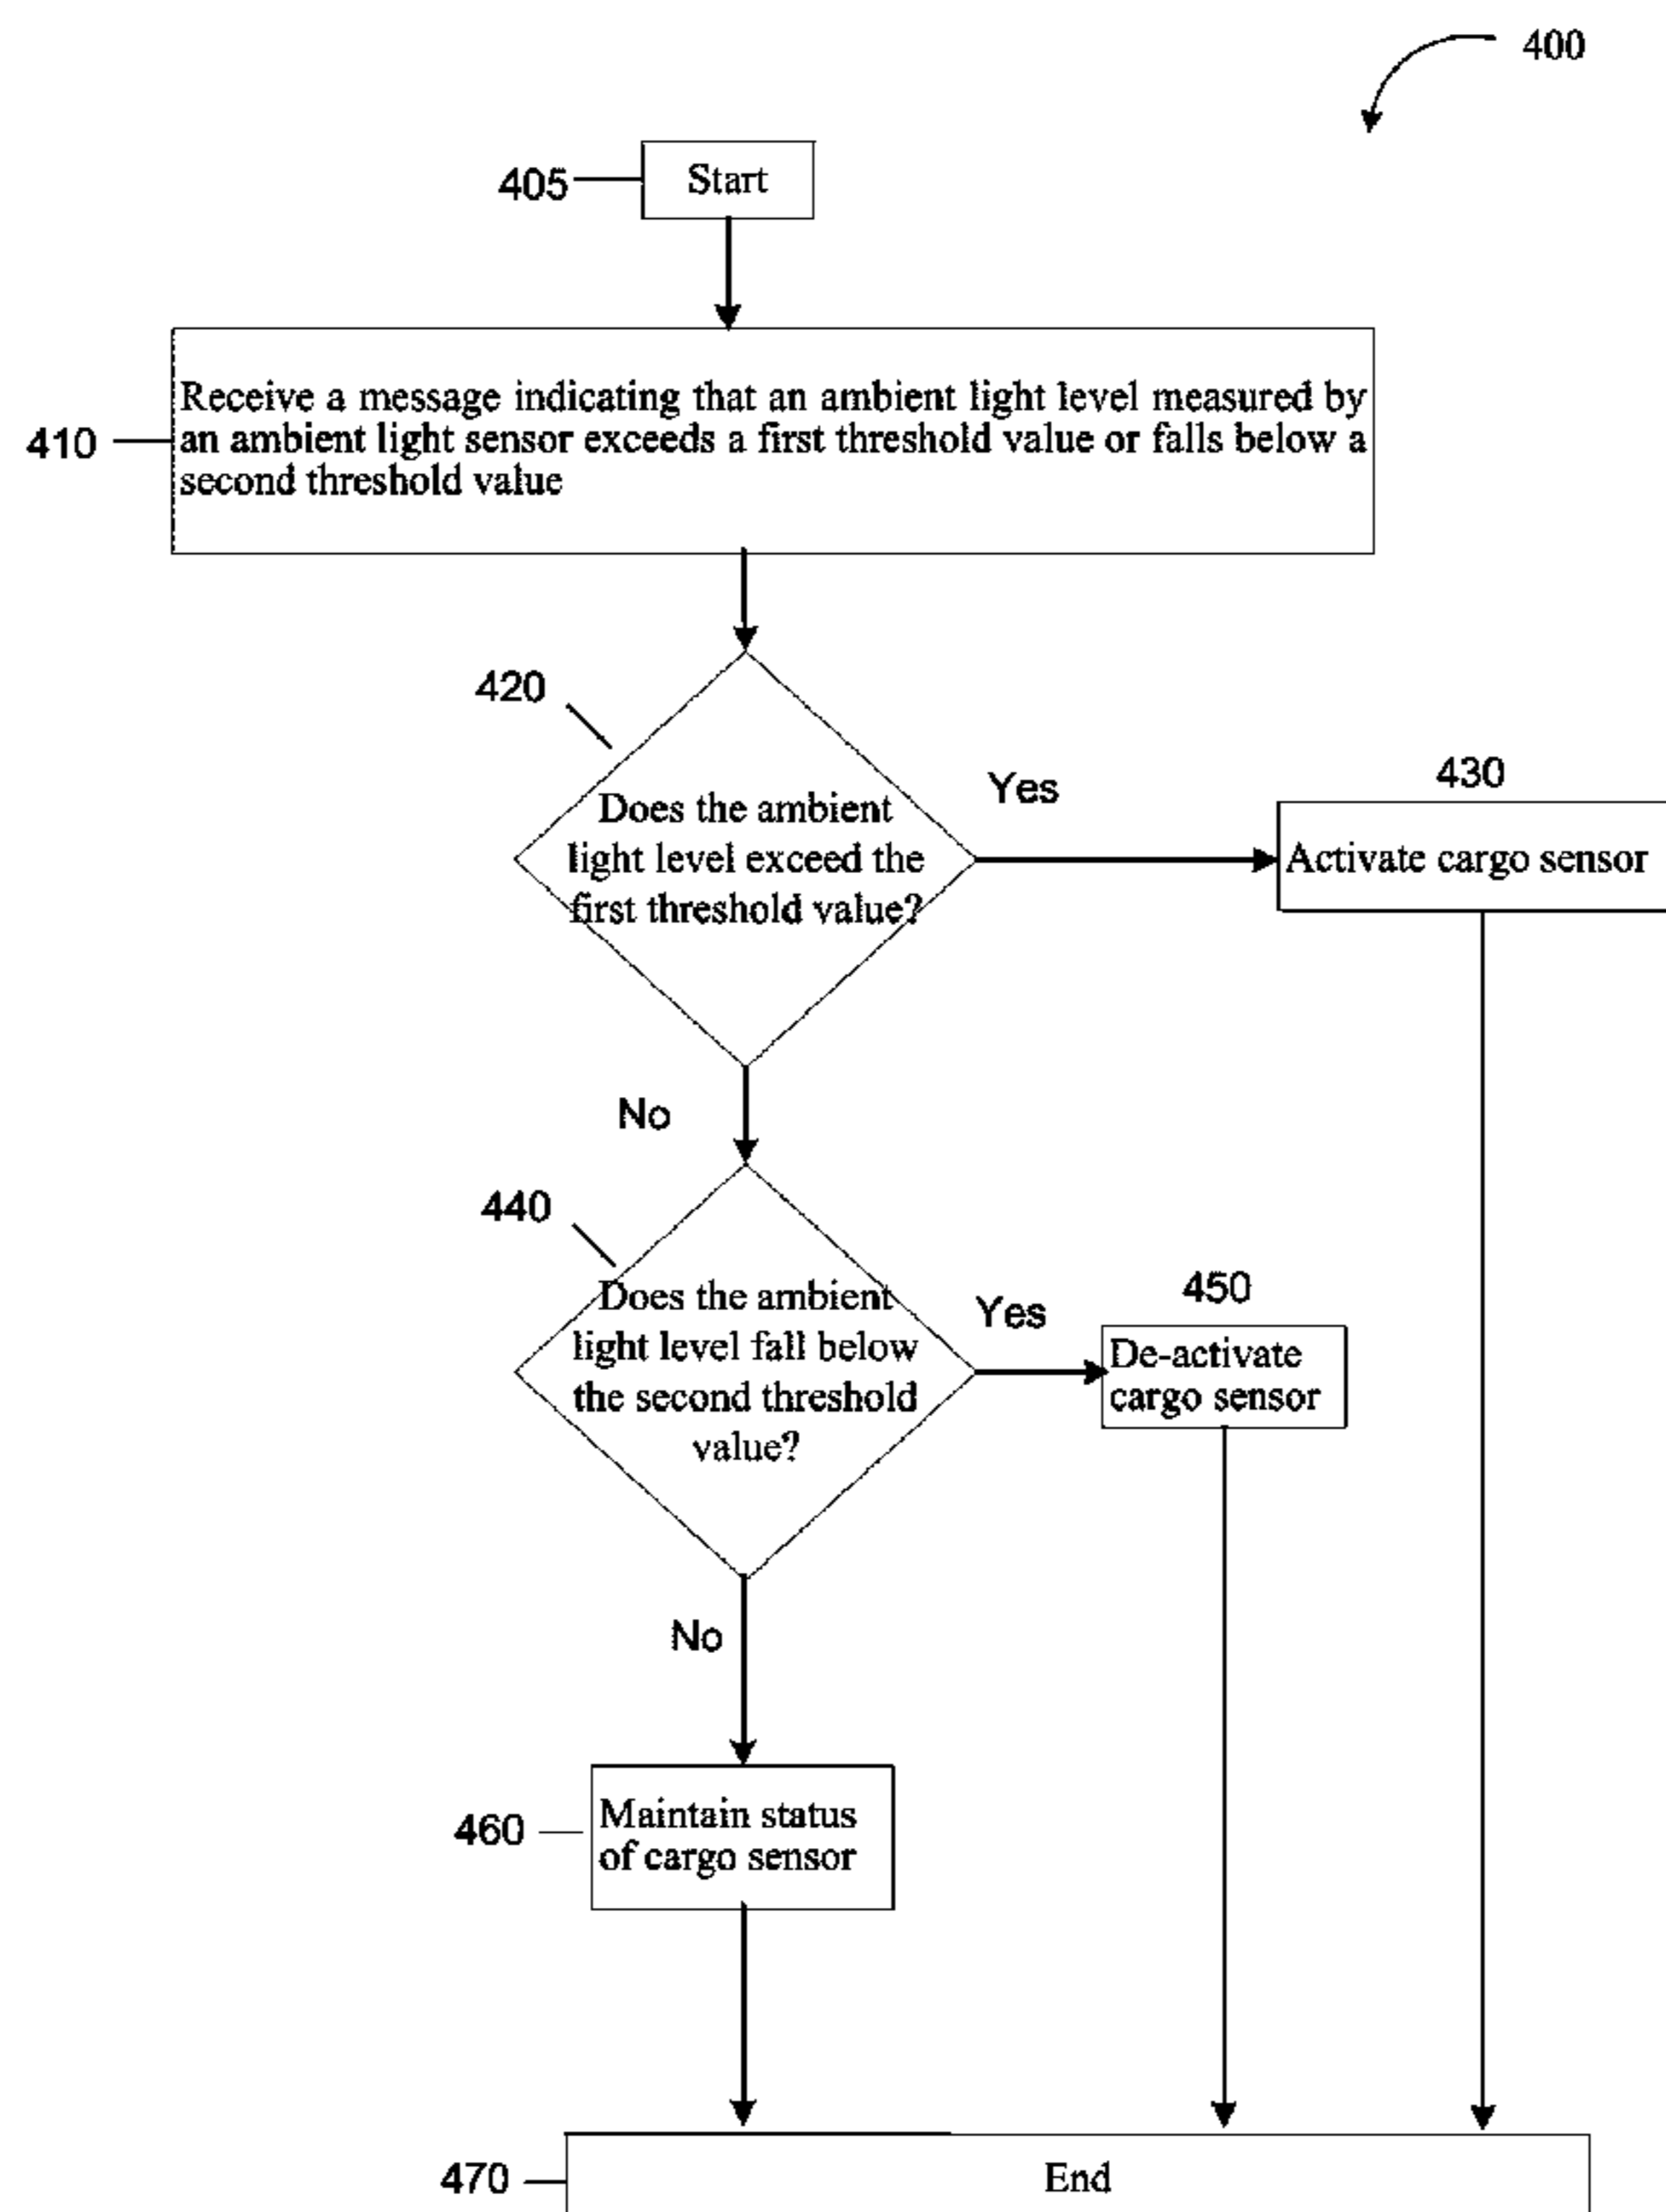 400
405
Start
410
Receive a message indicating that an ambient light level measured by
an ambient light sensor exceeds a first threshold value or falls below a
second threshold value
420
Does the ambient
light level exceed the
first threshold value?
Yes
430
Activate cargo sensor
No
440
Does the ambient
light level fall below
the second threshold
value?
Yes
450
De-activate
cargo sensor
No
460
Maintain status
of cargo sensor
470
End